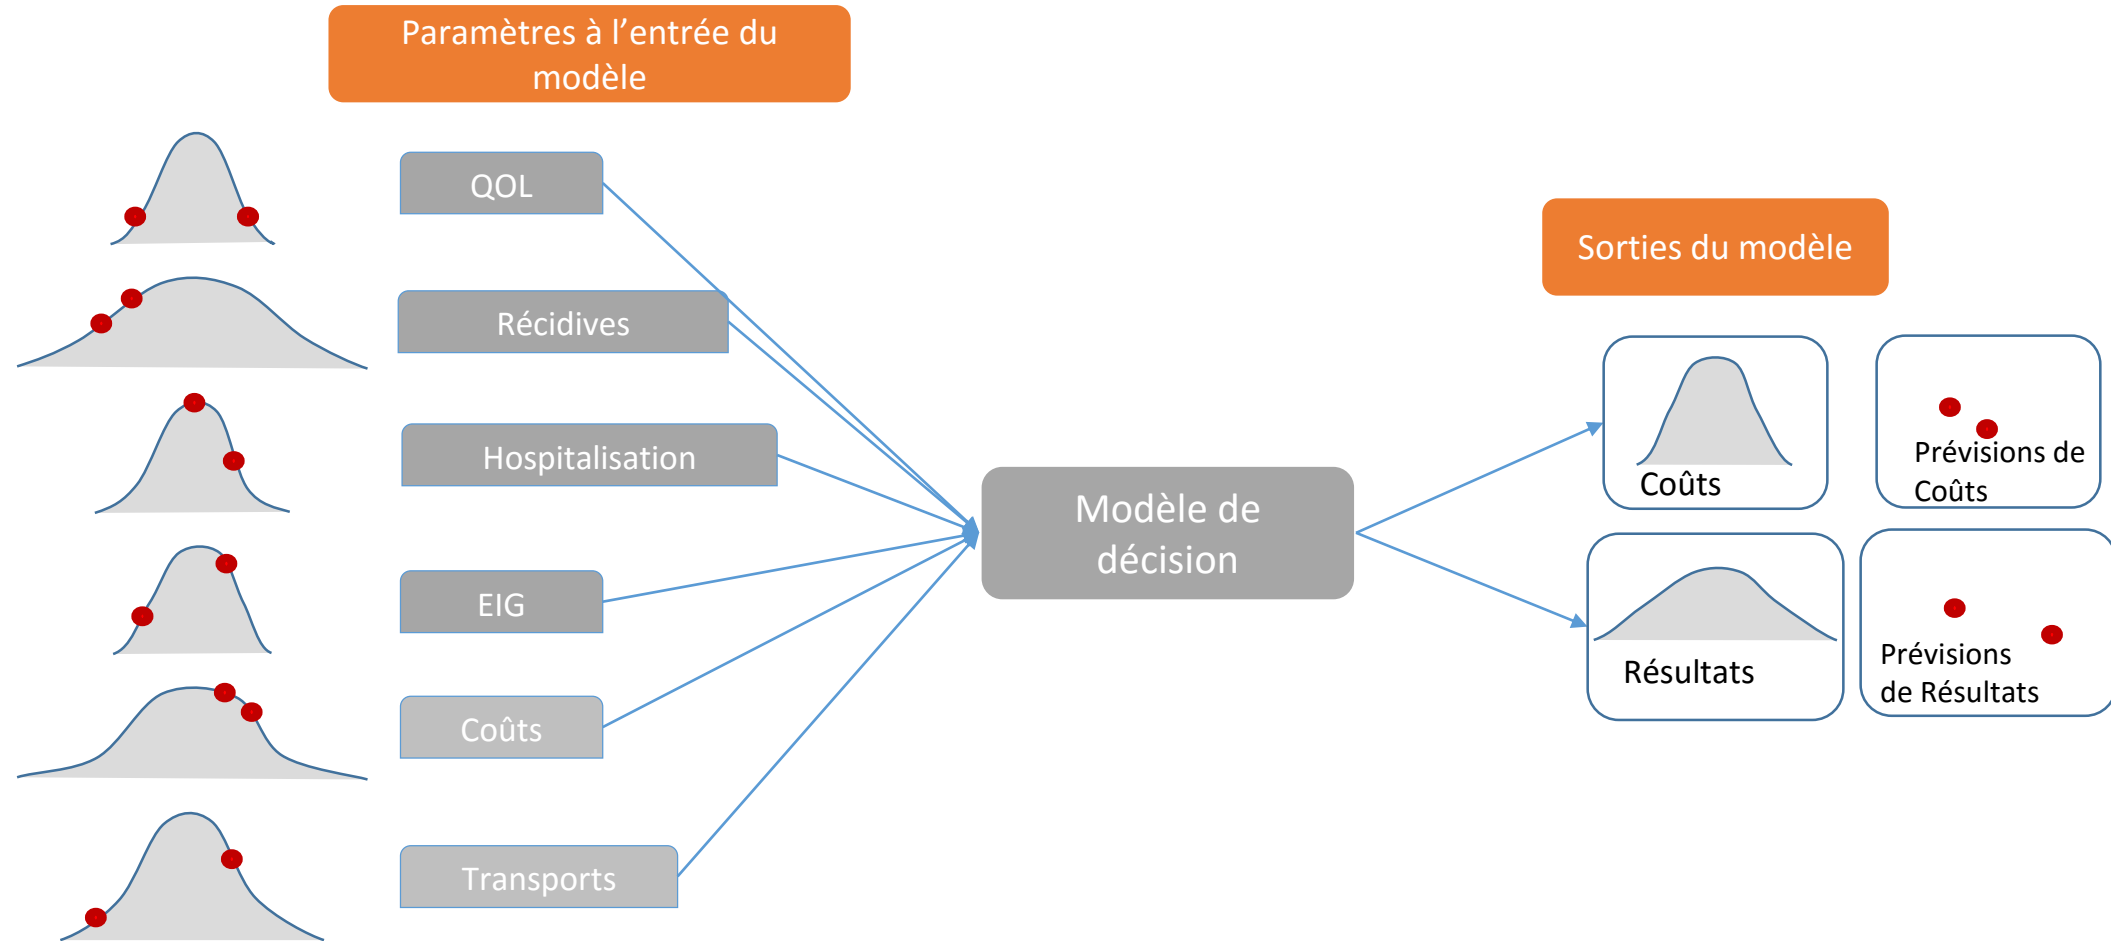 Paramètres à l’entrée du
modèle
QOL
Récidives
Hospitalisation
EIG
Coûts
Transports
Modèle de
décision
Sorties du modèle
Coûts
Prévisions de
Coûts
Résultats
Prévisions
de Résultats